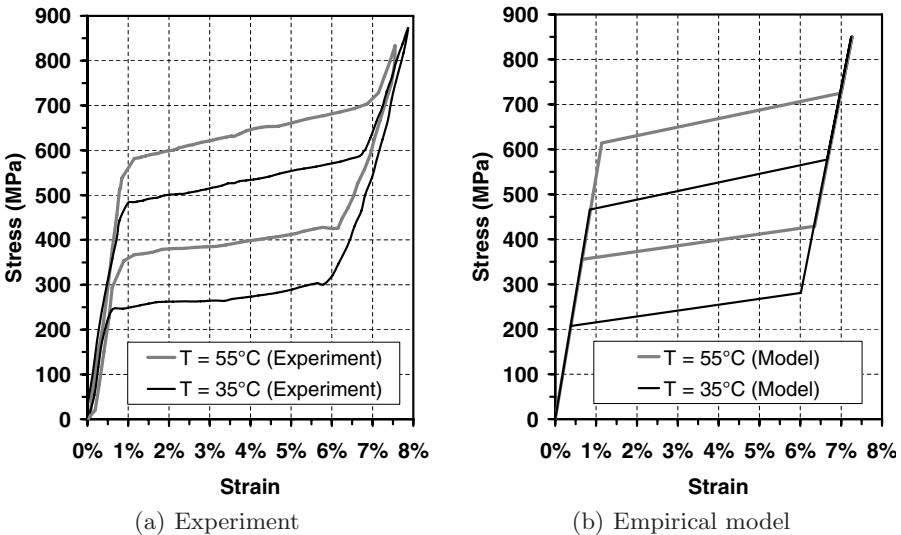 900
800
700
600
500
400
300
200
100
0
Stress (MPa)
T = 55°C (Experiment)
T = 35°C (Experiment)
0% 1% 2% 3% 4% 5% 6% 7% 8%
Strain
(a) Experiment
900
800
700
600
500
400
300
200
100
0
Stress (MPa)
T = 55°C (Model)
T = 35°C (Model)
0% 1% 2% 3% 4% 5% 6% 7% 8%
Strain
(b) Empirical model